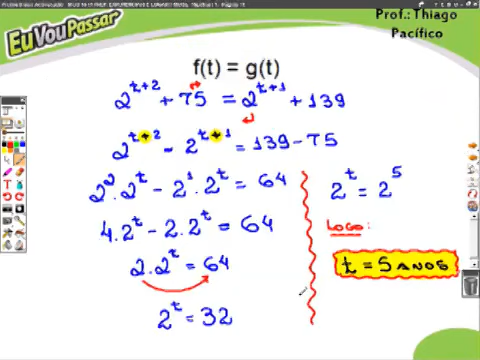 EuVouPassar
Prof.: Thiago
Pacífico
f(t) = g(t)
2^{t+2} + 75 = 2^{t+1} + 139
2^{t+2} - 2^{t+1} = 139 - 75
2^2 . 2^t - 2^1 . 2^t = 64
4 . 2^t - 2 . 2^t = 64
2 . 2^t = 64
2^t = 32
2^t = 2^5
LOGO:
t = 5 ANOS